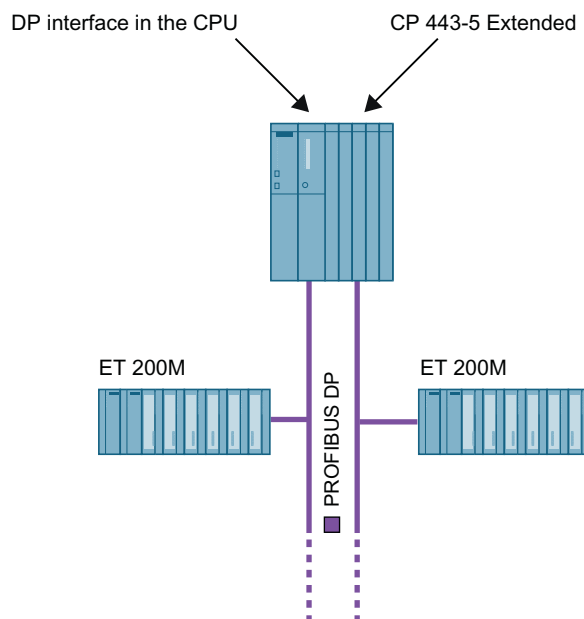 DP interface in the CPU
CP 443-5 Extended
ET 200M
ET 200M
PROFIBUS DP